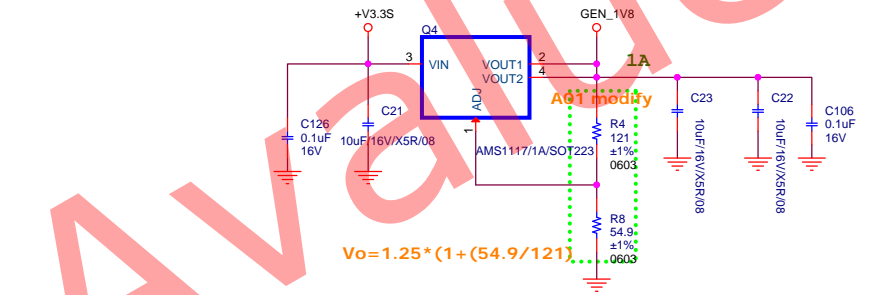 +V3.3S
GEN_1V8
Q4
3
VIN
VOUT1
2
VOUT2
4
ADJ
1
1A
A01 modify
C126
0.1uF
16V
C21
10uF/16V/X5R/08
AMS1117/1A/SOT223
R4
121
±1%
0603
C23
10uF/16V/X5R/08
C22
10uF/16V/X5R/08
C106
0.1uF
16V
R8
54.9
±1%
0603
Vo=1.25*(1+(54.9/121)
Avalue